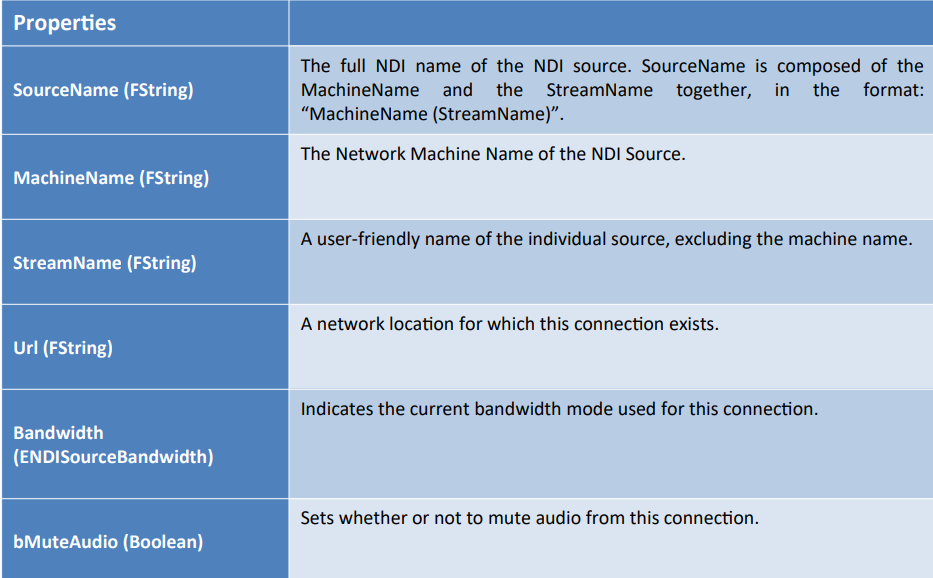 Properties
SourceName (FString)
The full NDI name of the NDI source. SourceName is composed of the
MachineName and the StreamName together, in the format:
“MachineName (StreamName)”.
MachineName (FString)
The Network Machine Name of the NDI Source.
StreamName (FString)
A user-friendly name of the individual source, excluding the machine name.
Url (FString)
A network location for which this connection exists.
Bandwidth
(ENDISourceBandwidth)
Indicates the current bandwidth mode used for this connection.
bMuteAudio (Boolean)
Sets whether or not to mute audio from this connection.